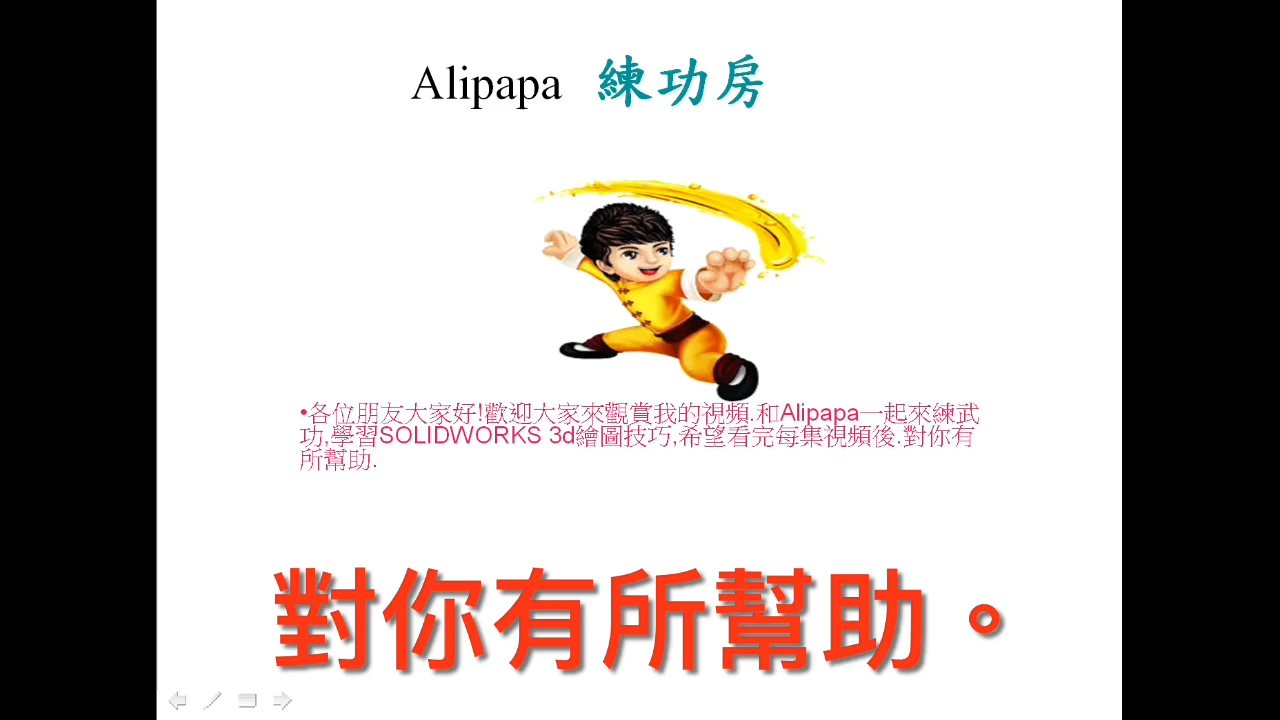 Alipapa 練功房
•各位朋友大家好!歡迎大家來觀賞我的視頻.和Alipapa一起來練武
功,學習SOLIDWORKS 3d繪圖技巧,希望看完每集視頻後.對你有
所幫助.
對你有所幫助。